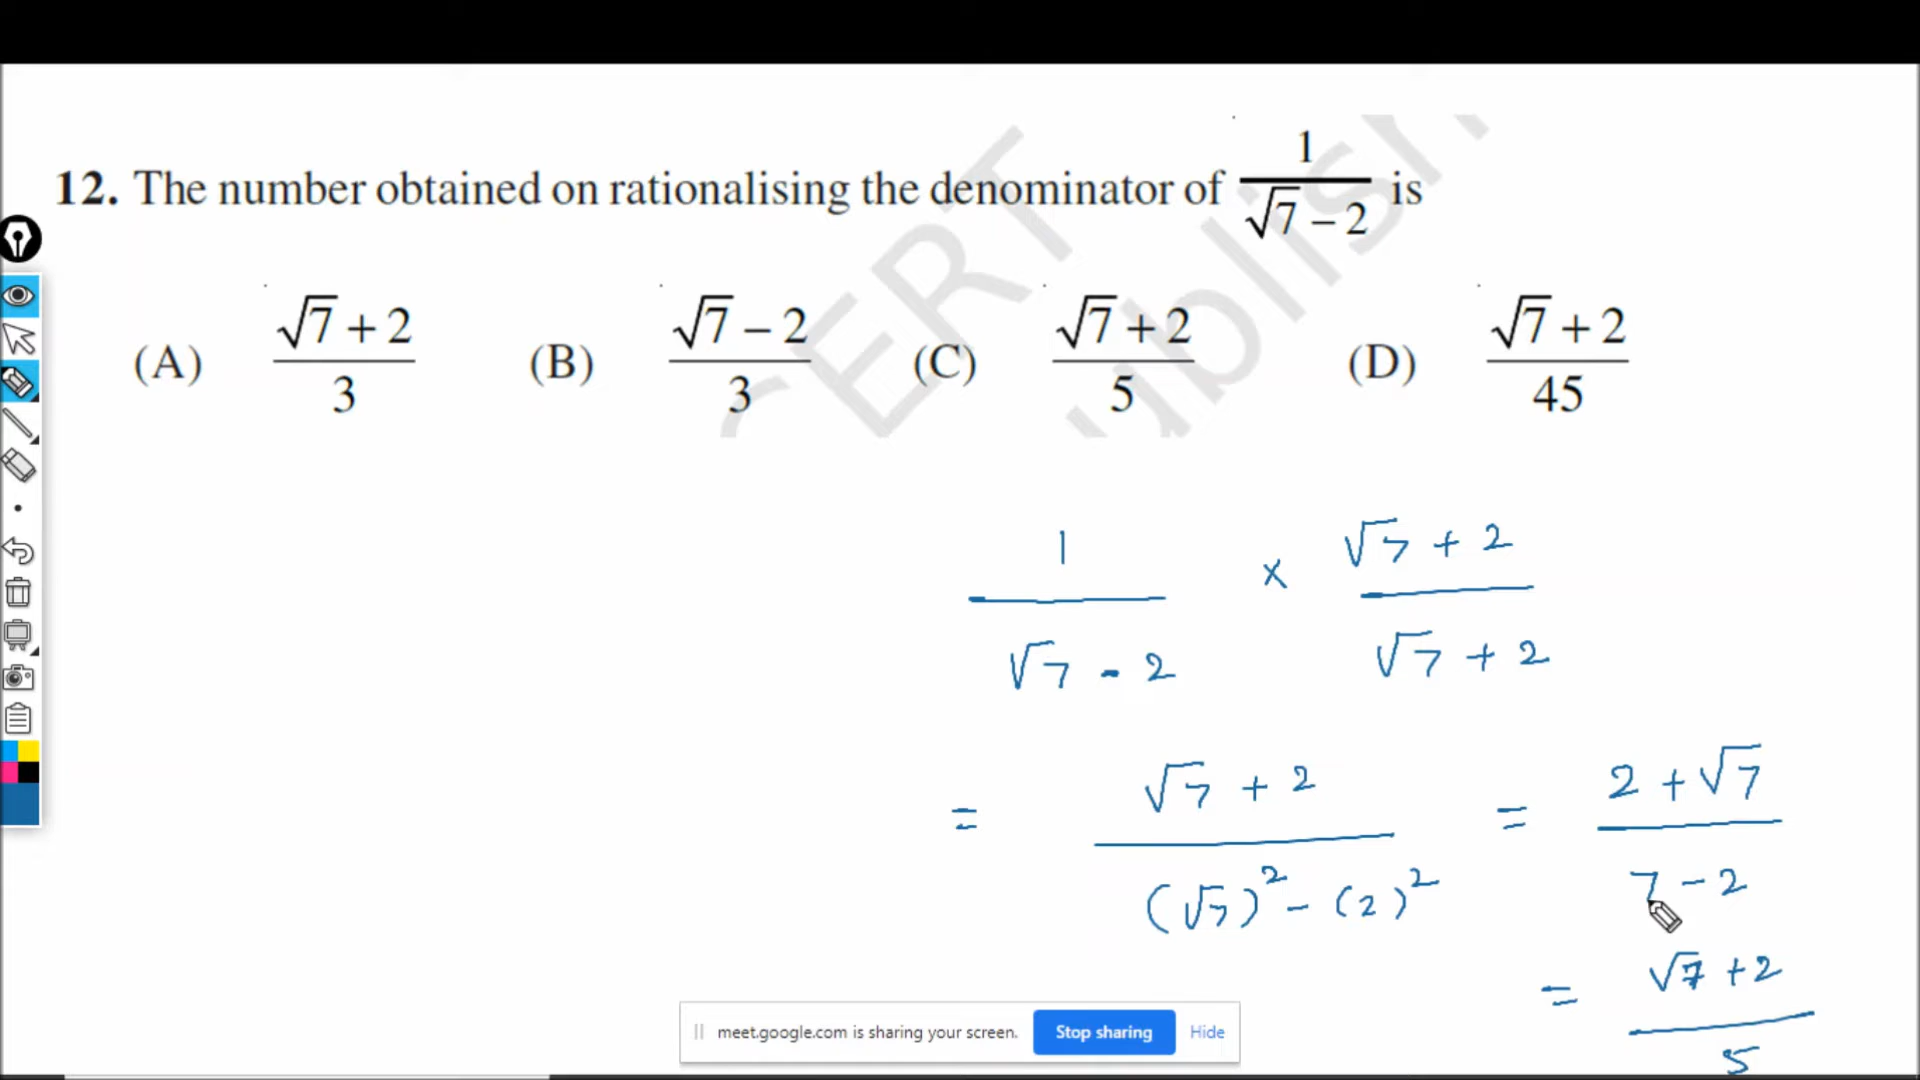 12. The number obtained on rationalising the denominator of 1/(√7 – 2) is
(A) (√7 + 2)/3 (B) (√7 – 2)/3 (C) (√7 + 2)/5 (D) (√7 + 2)/45
1/(√7 - 2) × (√7 + 2)/(√7 + 2)
= (√7 + 2)/((√7)² - (2)²) = (2 + √7)/(7 - 2)
= (√7 + 2)/5
meet.google.com is sharing your screen. Stop sharing Hide